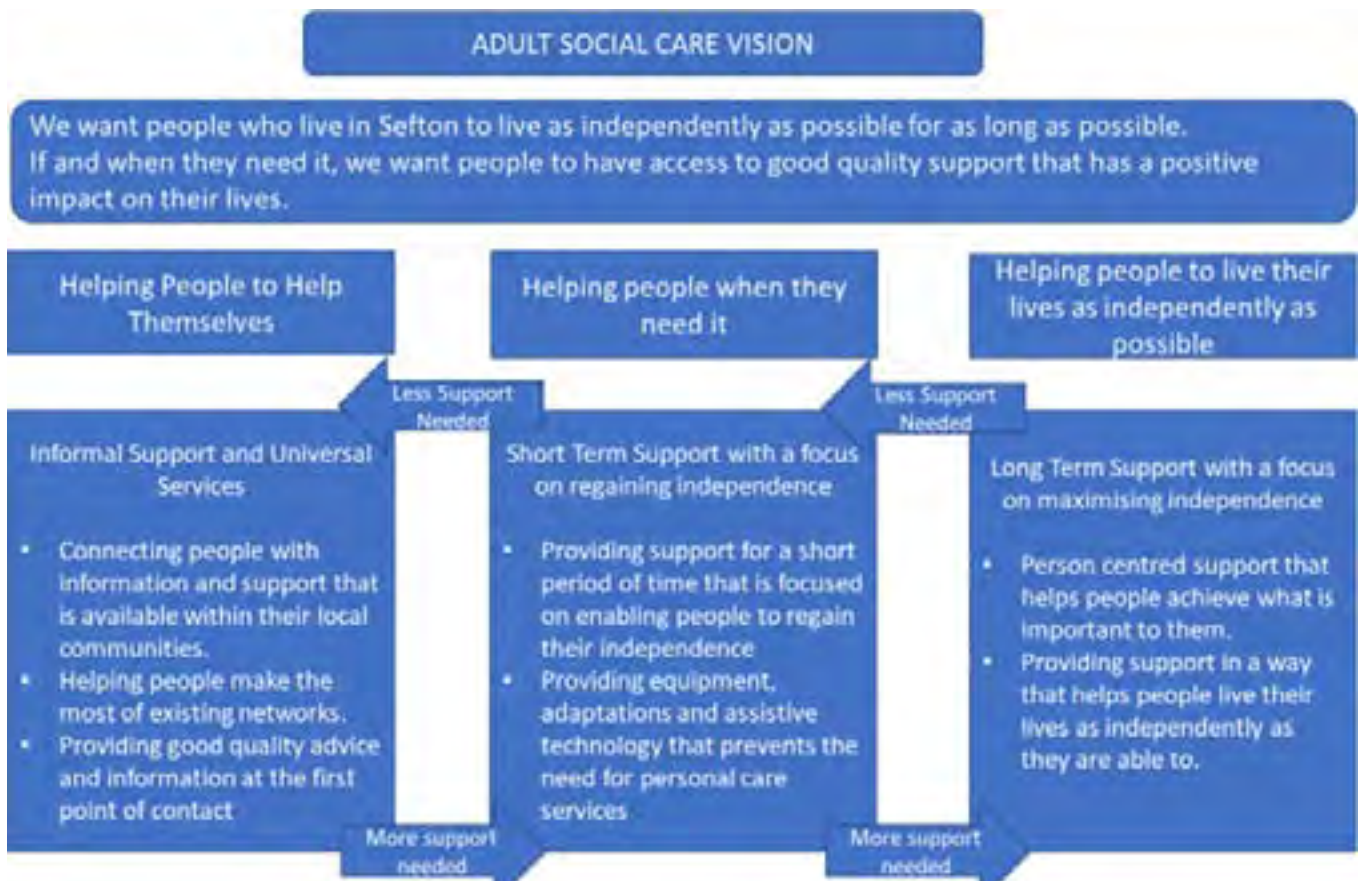 ADULT SOCIAL CARE VISION
We want people who live in Sefton to live as independently as possible for as long as possible.
If and when they need it, we want people to have access to good quality support that has a positive
impact on their lives.
Helping People to Help
Themselves
Helping people when they
need it
Helping people to live their
lives as independently as
possible
Less Support
Needed
Less Support
Needed
Informal Support and Universal
Services
▪ Connecting people with
information and support that
is available within their local
communities.
▪ Helping people make the
most of existing networks.
▪ Providing good quality advice
and information at the first
point of contact
Short Term Support with a focus
on regaining independence
▪ Providing support for a short
period of time that is focused
on enabling people to regain
their independence
▪ Providing equipment,
adaptations and assistive
technology that prevents the
need for personal care
services
Long Term Support with a focus
on maximising independence
▪ Person centred support that
helps people achieve what is
important to them.
▪ Providing support in a way
that helps people live their
lives as independently as
they are able to.
More support
needed
More support
needed